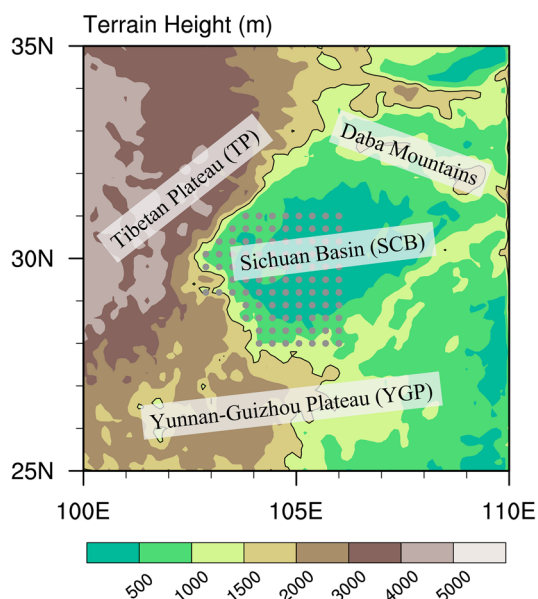 Terrain Height (m)
35N
Daba Mountains
Tibetan Plateau (TP)
30N
Sichuan Basin (SCB)
Yunnan-Guizhou Plateau (YGP)
25N
100E 105E 110E
500 1000 1500 2000 3000 4000 5000